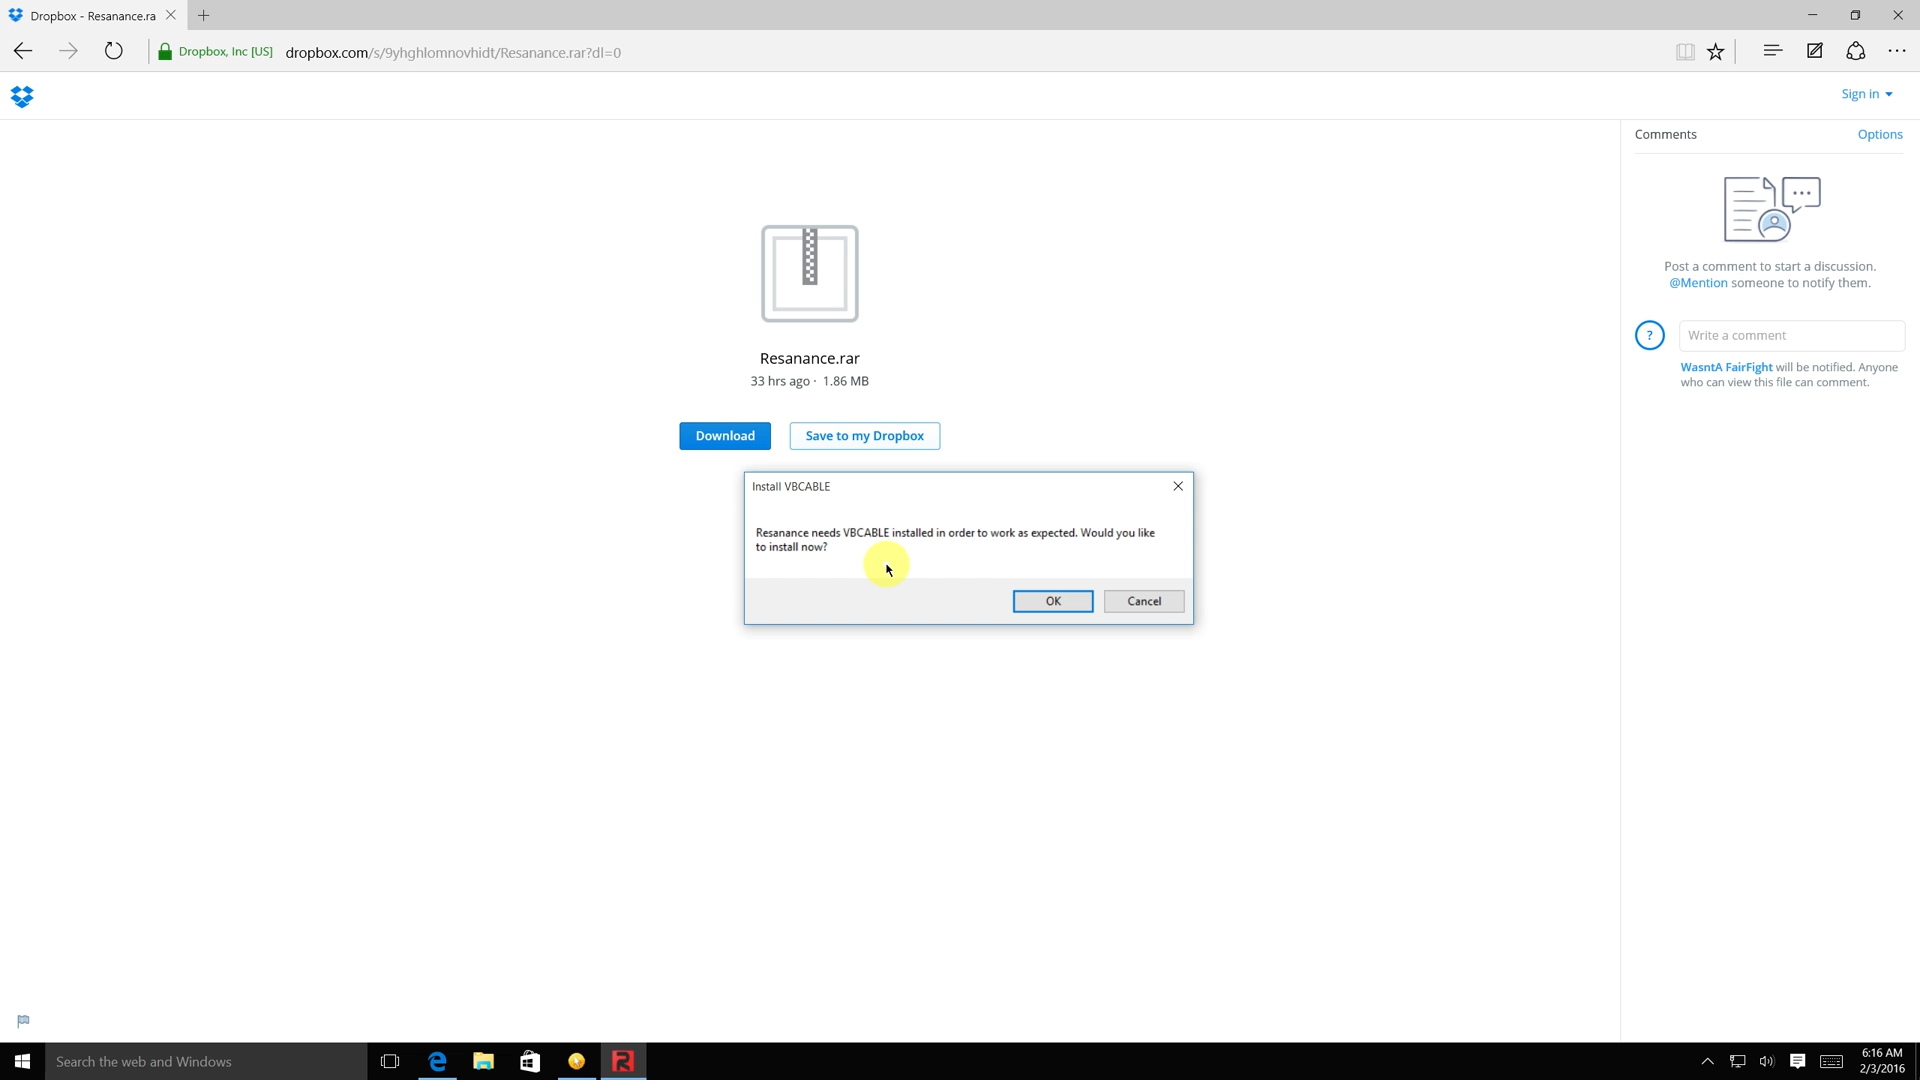 Dropbox - Resanance.ra
Dropbox, Inc [US]
dropbox.com/s/9yhghlomnovhidt/Resanance.rar?dl=0
Sign in
Comments
Options
Post a comment to start a discussion.
@Mention someone to notify them.
?
Write a comment
WasntA FairFight will be notified. Anyone
who can view this file can comment.
Resanance.rar
33 hrs ago · 1.86 MB
Download
Save to my Dropbox
Install VBCABLE
Resanance needs VBCABLE installed in order to work as expected. Would you like
to install now?
OK
Cancel
Search the web and Windows
R
6:16 AM
2/3/2016